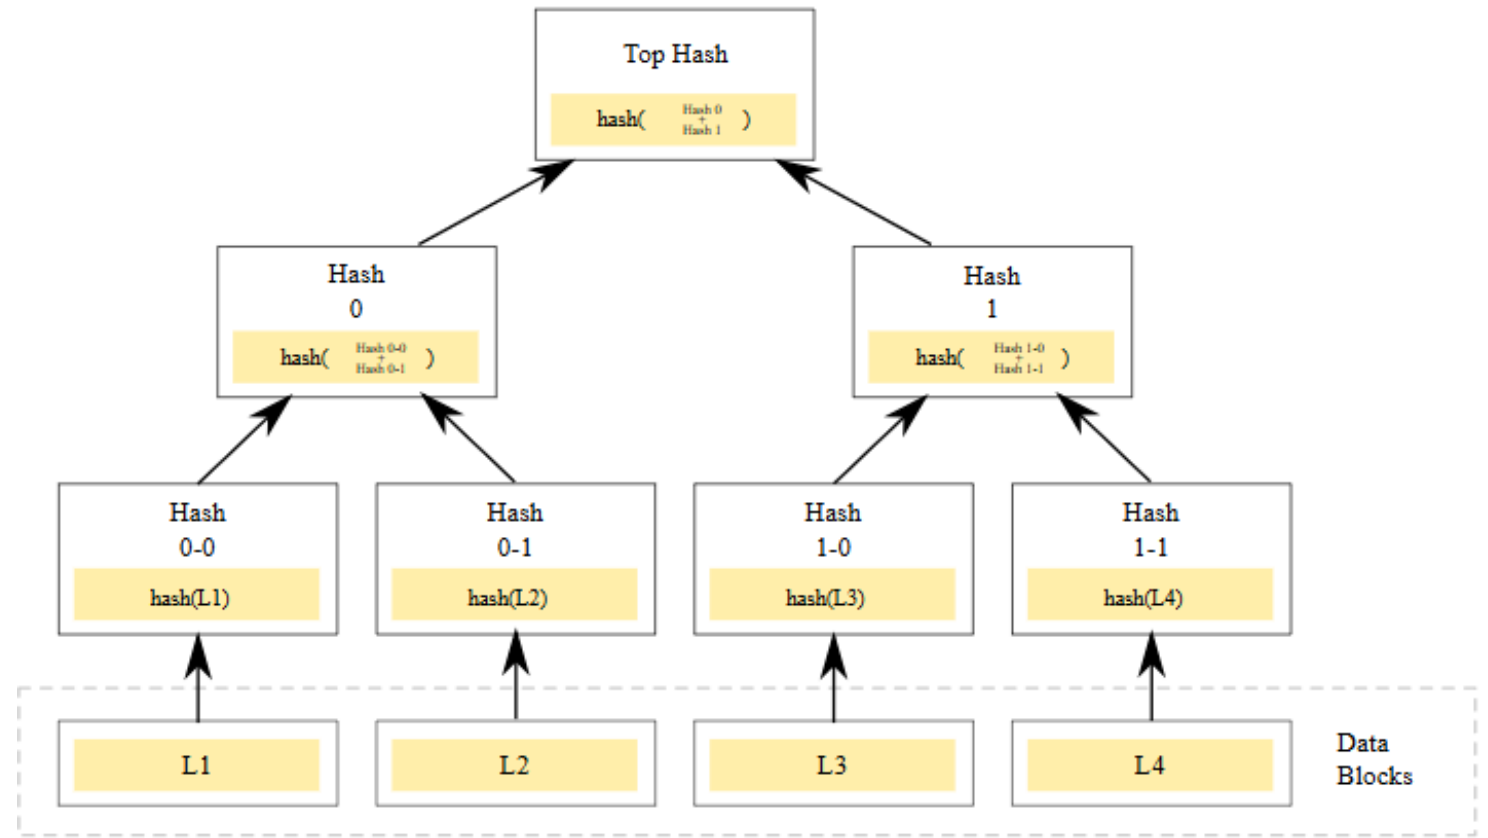 Top Hash
hash( Hash 0 + Hash 1 )
Hash
0
hash( Hash 0-0 + Hash 0-1 )
Hash
1
hash( Hash 1-0 + Hash 1-1 )
Hash
0-0
hash(L1)
Hash
0-1
hash(L2)
Hash
1-0
hash(L3)
Hash
1-1
hash(L4)
L1
L2
L3
L4
Data
Blocks